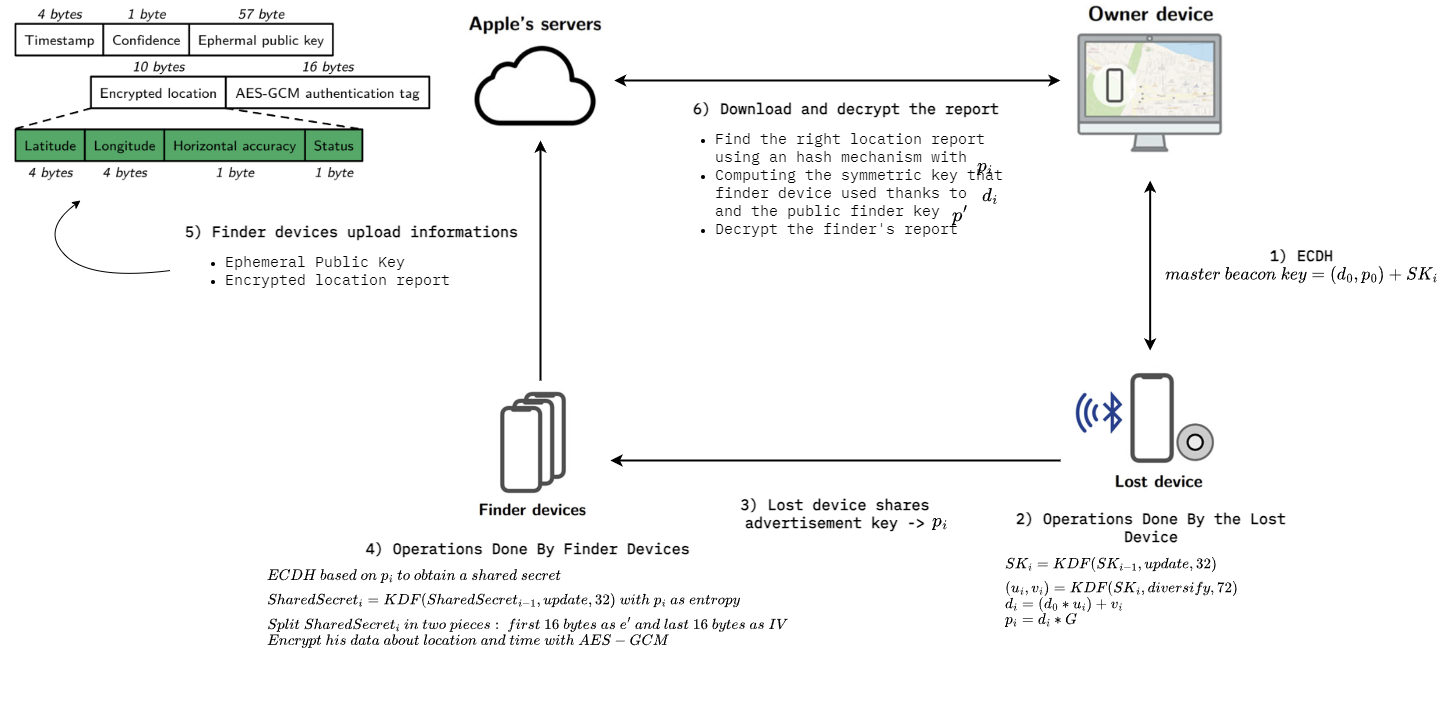 4 bytes 1 byte 57 byte
Timestamp Confidence Ephermal public key
10 bytes 16 bytes
Encrypted location AES-GCM authentication tag
Latitude Longitude Horizontal accuracy Status
4 bytes 4 bytes 1 byte 1 byte
5) Finder devices upload informations
• Ephemeral Public Key
• Encrypted location report
Apple's servers
Owner device
6) Download and decrypt the report
• Find the right location report
using an hash mechanism with p_i
• Computing the symmetric key that
finder device used thanks to d_i
and the public finder key p′
• Decrypt the finder's report
1) ECDH
master beacon key = (d_0, p_0) + SK_i
Finder devices
Lost device
3) Lost device shares
advertisement key -> p_i
4) Operations Done By Finder Devices
ECDH based on p_i to obtain a shared secret
SharedSecret_i = KDF(SharedSecret_{i−1}, update, 32) with p_i as entropy
Split SharedSecret_i in two pieces : first 16 bytes as e′ and last 16 bytes as IV
Encrypt his data about location and time with AES − GCM
2) Operations Done By the Lost
Device
SK_i = KDF(SK_{i−1}, update, 32)
(u_i, v_i) = KDF(SK_i, diversify, 72)
d_i = (d_0 * u_i) + v_i
p_i = d_i * G